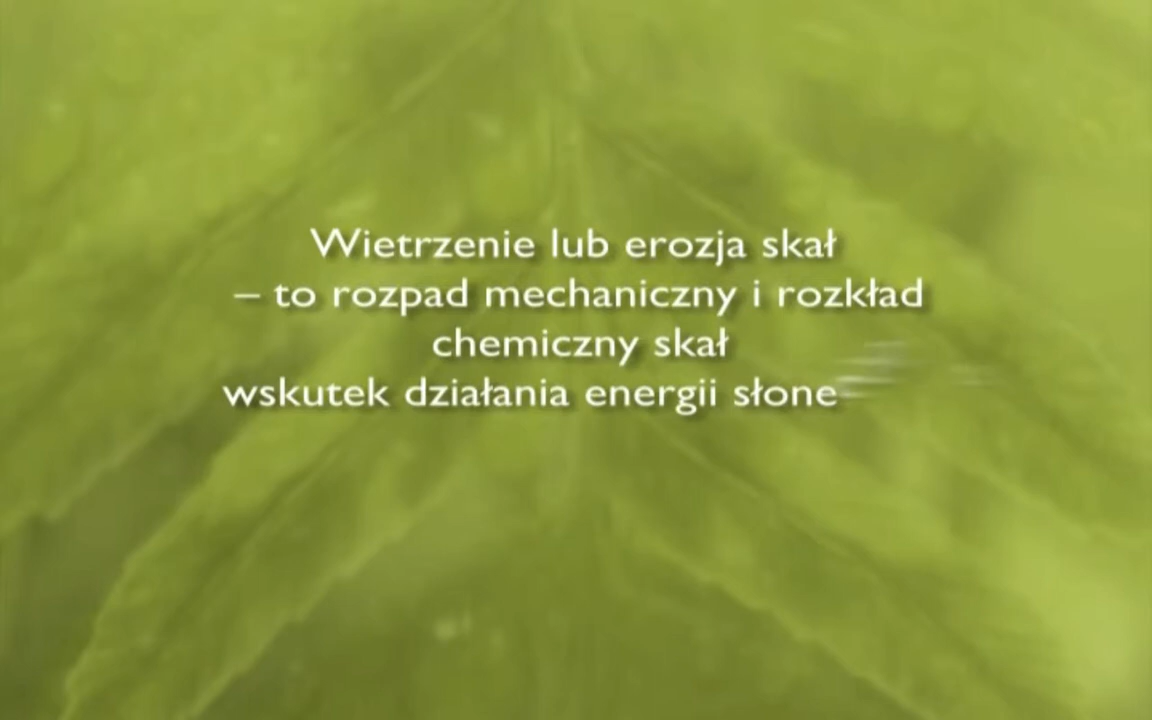 Wietrzenie lub erozja skał
– to rozpad mechaniczny i rozkład
chemiczny skał
wskutek działania energii słone